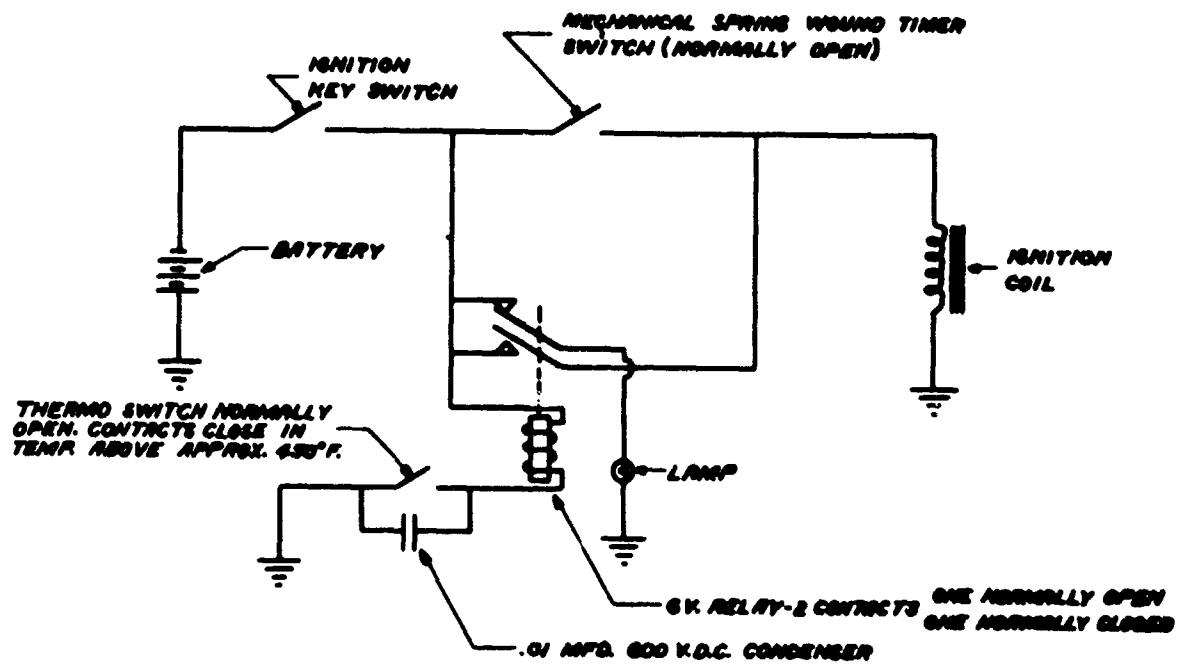 MECHANICAL SPRING WOUND TIMER
SWITCH (NORMALLY OPEN)
IGNITION
KEY SWITCH
BATTERY
IGNITION
COIL
THERMO SWITCH NORMALLY
OPEN. CONTACTS CLOSE IN
TEMP. ABOVE APPROX. 450°F.
LAMP
6 V. RELAY-2 CONTACTS
ONE NORMALLY OPEN
ONE NORMALLY CLOSED
.01 MFD. 600 V.D.C. CONDENSER